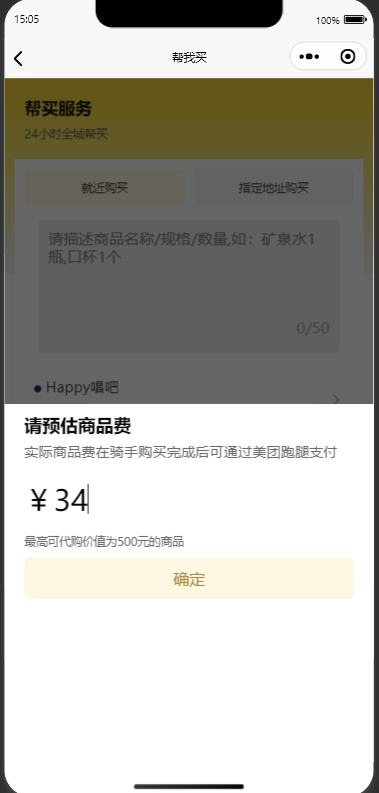 15:05
100%
帮我买
帮买服务
24小时全城帮买
就近购买
指定地址购买
请描述商品名称/规格/数量,如：矿泉水1
瓶,口杯1个
0/50
Happy唱吧
请预估商品费
实际商品费在骑手购买完成后可通过美团跑腿支付
￥34
最高可代购价值为500元的商品
确定